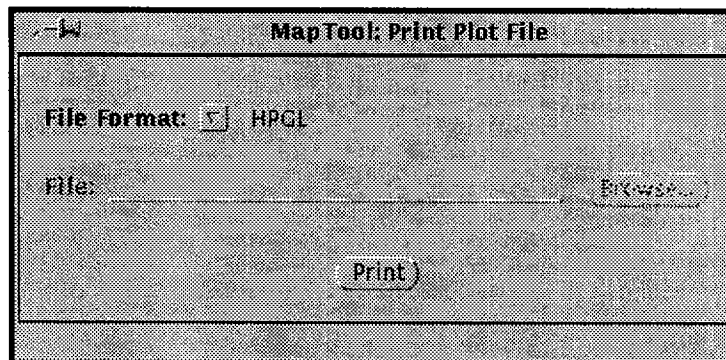 MapTool: Print Plot File
File Format: HPGL
File: Browse...
Print